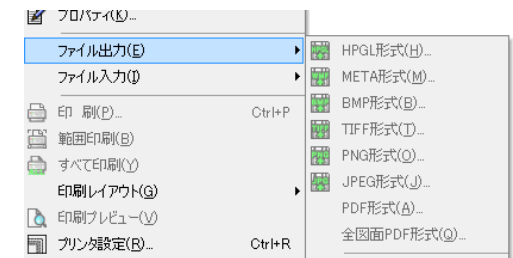 プロパティ(K)...
ファイル出力(E)
ファイル入力(I)
印 刷(P)... Ctrl+P
範囲印刷(B)
すべて印刷(Y)
印刷レイアウト(G)
印刷プレビュー(V)
プリンタ設定(R)... Ctrl+R
HPGL形式(H)...
META形式(M)...
BMP形式(B)...
TIFF形式(T)...
PNG形式(O)...
JPEG形式(J)...
PDF形式(A)...
全図面PDF形式(Q)...